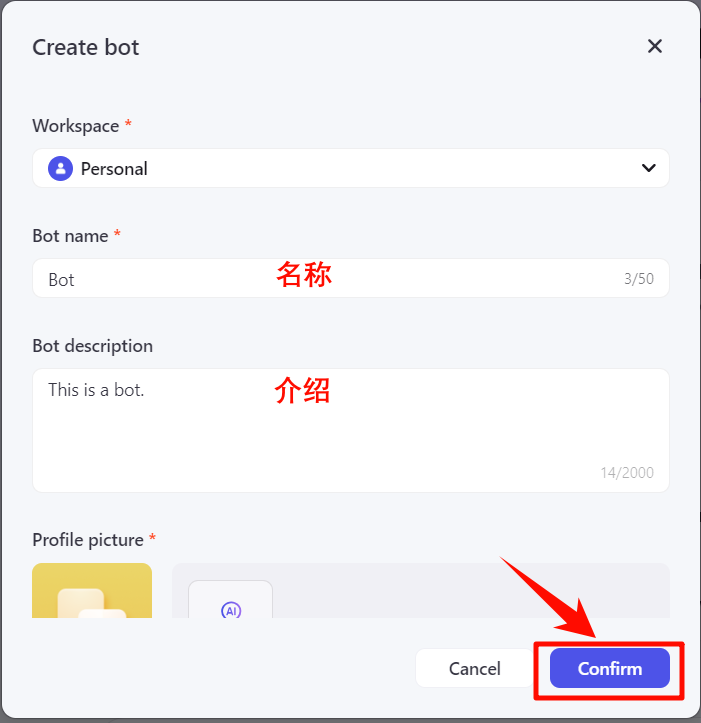 Create bot
Workspace *
Personal
Bot name *
Bot 名称 3/50
Bot description
This is a bot. 介绍
14/2000
Profile picture *
AI
Cancel Confirm